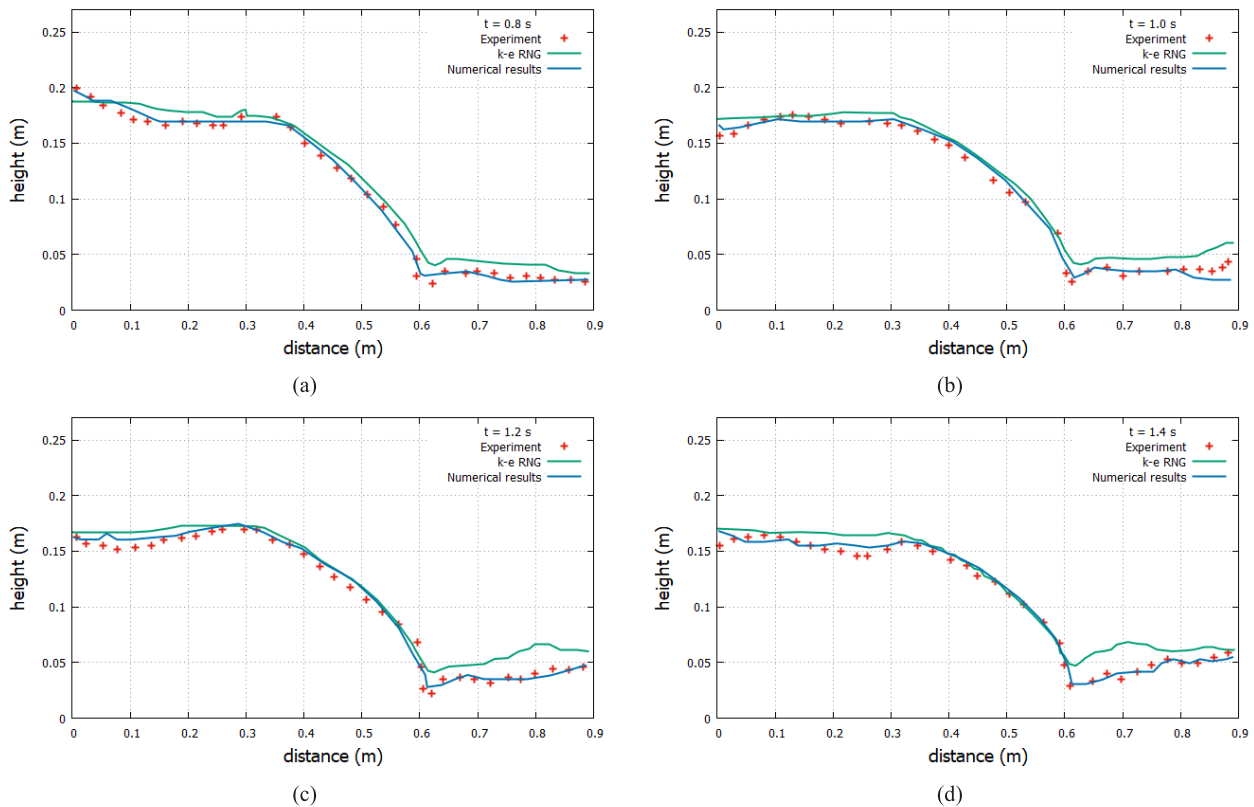 t = 0.8 s
Experiment
k-e RNG
Numerical results
height (m)
0.25
0.2
0.15
0.1
0.05
0
0 0.1 0.2 0.3 0.4 0.5 0.6 0.7 0.8 0.9
distance (m)
(a)
t = 1.0 s
Experiment
k-e RNG
Numerical results
height (m)
0.25
0.2
0.15
0.1
0.05
0
0 0.1 0.2 0.3 0.4 0.5 0.6 0.7 0.8 0.9
distance (m)
(b)
t = 1.2 s
Experiment
k-e RNG
Numerical results
height (m)
0.25
0.2
0.15
0.1
0.05
0
0 0.1 0.2 0.3 0.4 0.5 0.6 0.7 0.8 0.9
distance (m)
(c)
t = 1.4 s
Experiment
k-e RNG
Numerical results
height (m)
0.25
0.2
0.15
0.1
0.05
0
0 0.1 0.2 0.3 0.4 0.5 0.6 0.7 0.8 0.9
distance (m)
(d)